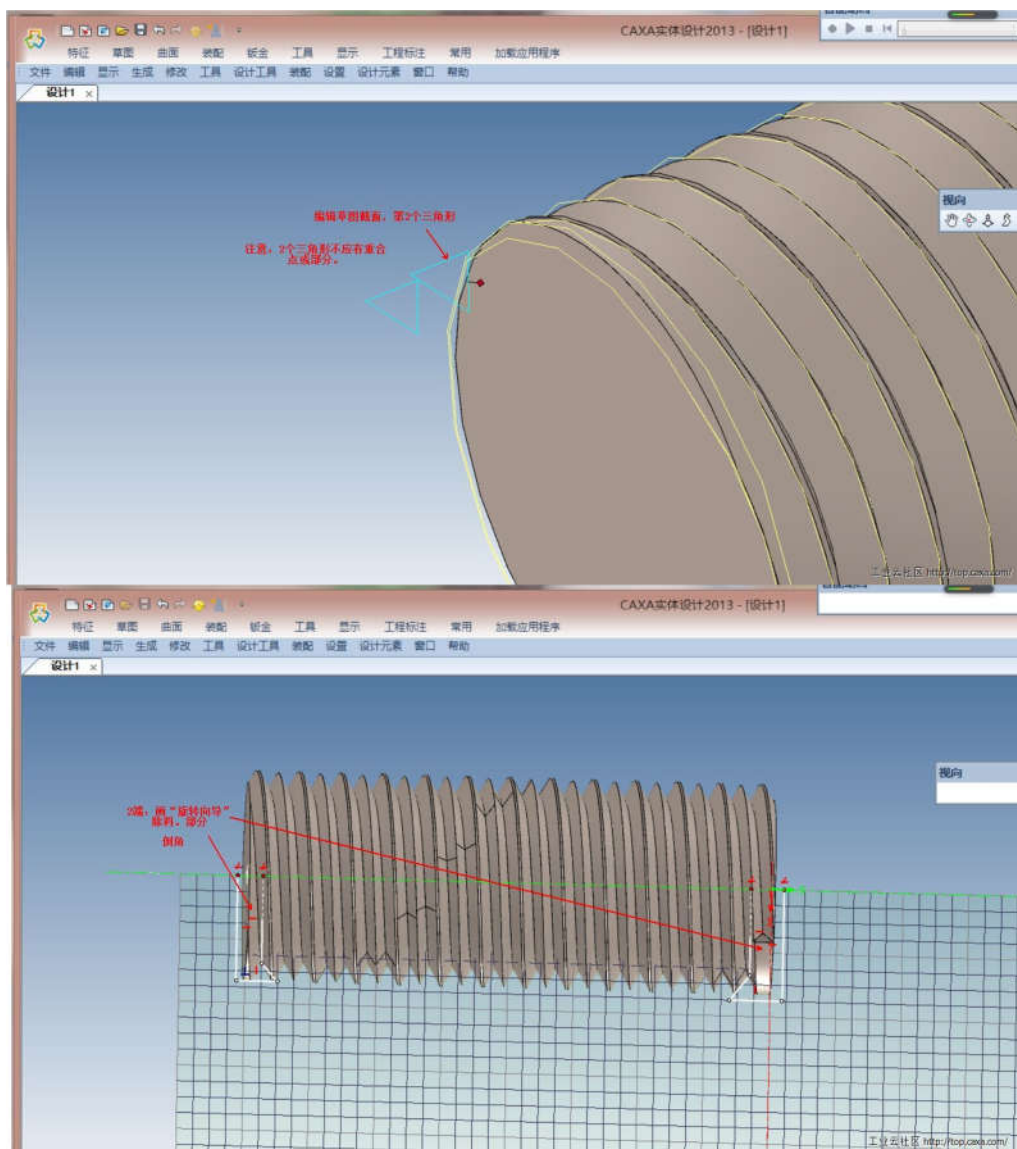 CAXA实体设计2013 - [设计1]
特征 草图 曲面 装配 钣金 工具 显示 工程标注 常用 加载应用程序
文件 编辑 显示 生成 修改 工具 设计工具 装配 设置 设计元素 窗口 帮助
设计1
视向
编辑草图截面，第2个三角形
注意，2个三角形不应有重合
点或部分。
工业云社区 http://top.caxa.com/
CAXA实体设计2013 - [设计1]
特征 草图 曲面 装配 钣金 工具 显示 工程标注 常用 加载应用程序
文件 编辑 显示 生成 修改 工具 设计工具 装配 设置 设计元素 窗口 帮助
设计1
视向
2端，画“旋转向导”
除料，部分
倒角
工业云社区 http://top.caxa.com/